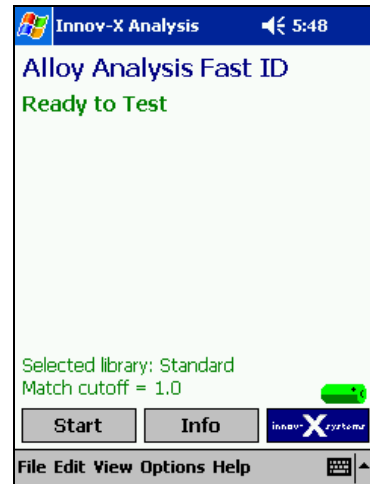 Innov-X Analysis 5:48
Alloy Analysis Fast ID
Ready to Test
Selected library: Standard
Match cutoff = 1.0
Start Info innov-X systems
File Edit View Options Help